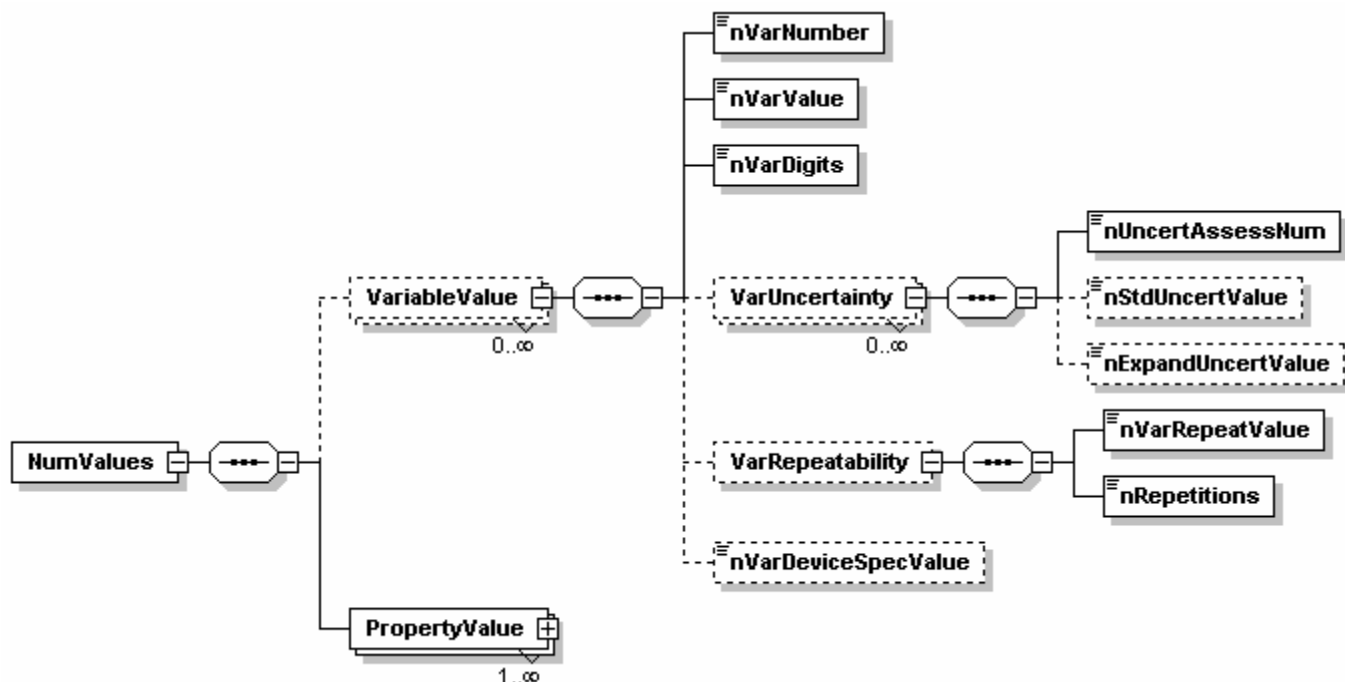 nVarNumber
nVarValue
nVarDigits
nUncertAssessNum
VariableValue
VarUncertainty
nStdUncertValue
0..∞
0..∞
nExpandUncertValue
nVarRepeatValue
NumValues
VarRepeatability
nRepetitions
nVarDeviceSpecValue
PropertyValue
1..∞